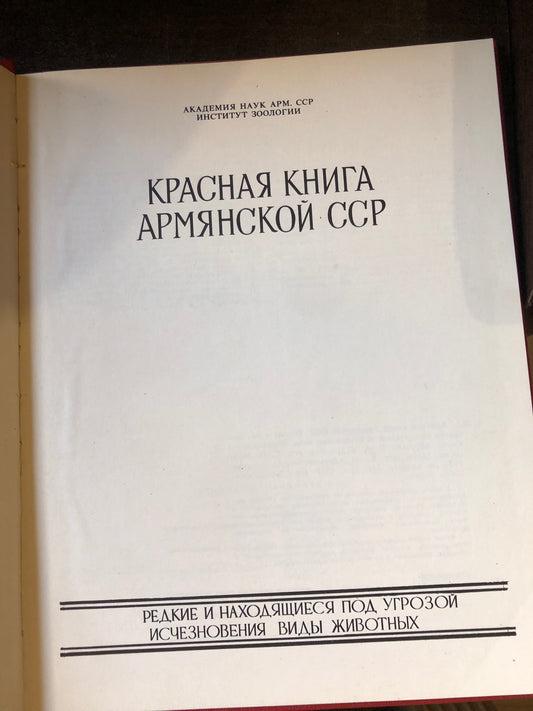 АКАДЕМИЯ НАУК АРМ. ССР
ИНСТИТУТ ЗООЛОГИИ
КРАСНАЯ КНИГА
АРМЯНСКОЙ ССР
РЕДКИЕ И НАХОДЯЩИЕСЯ ПОД УГРОЗОЙ
ИСЧЕЗНОВЕНИЯ ВИДЫ ЖИВОТНЫХ